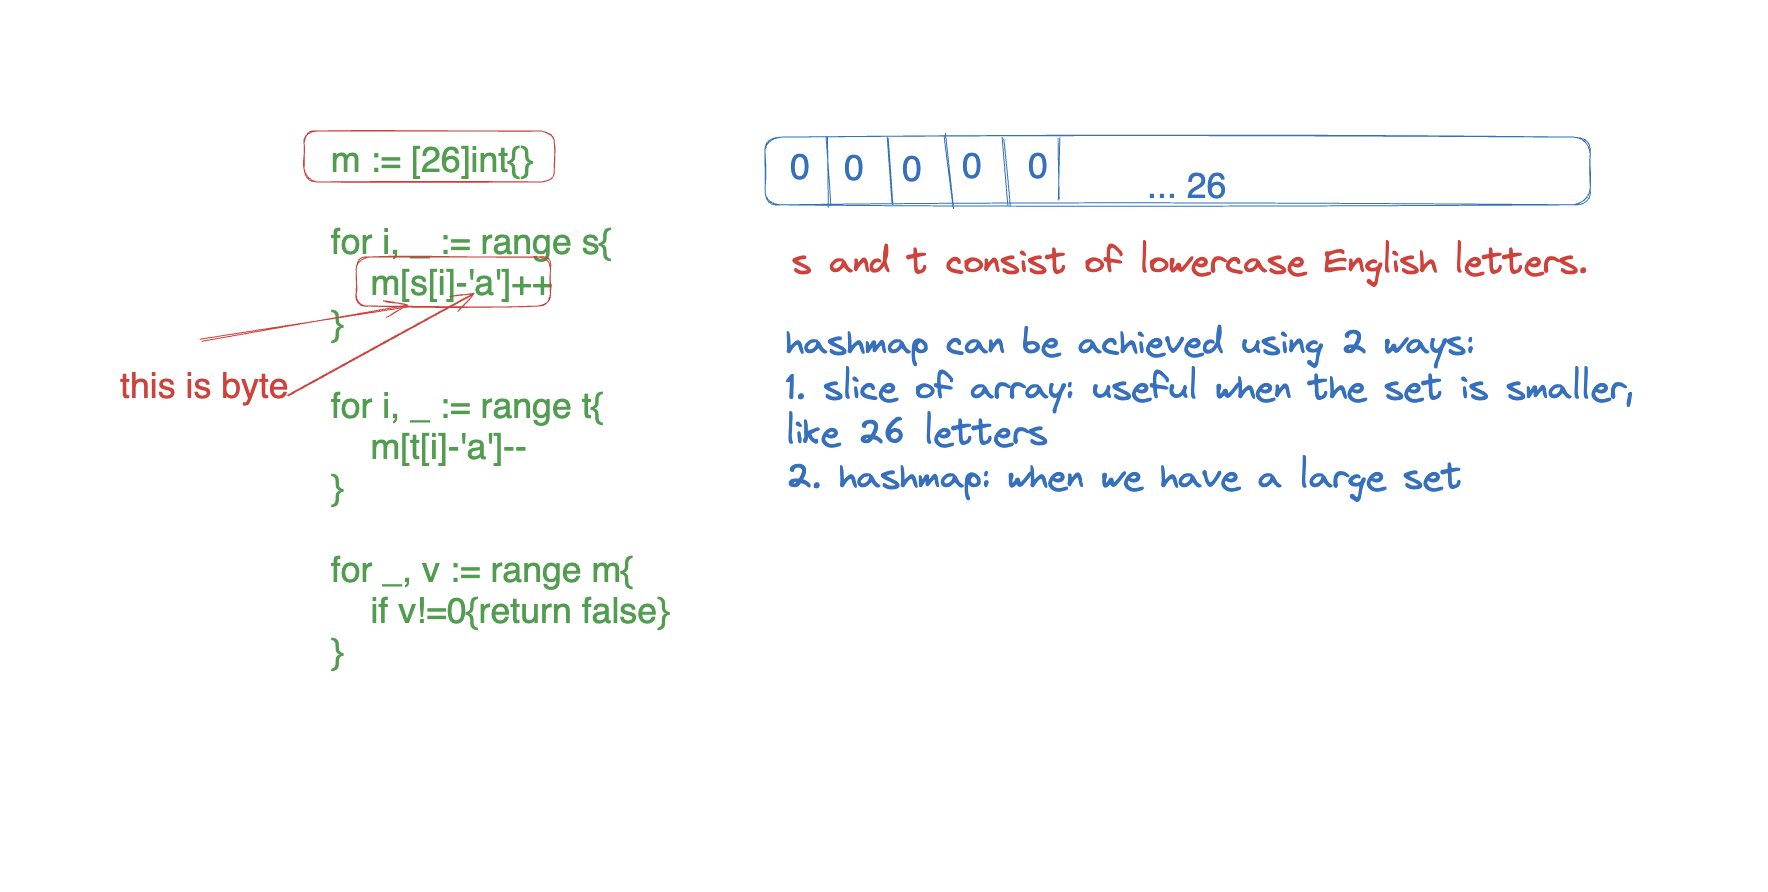 m := [26]int{}
for i, _ := range s{
m[s[i]-'a']++
}
this is byte
for i, _ := range t{
m[t[i]-'a']--
}
for _, v := range m{
if v!=0{return false}
}
0 0 0 0 0 ... 26
s and t consist of lowercase English letters.
hashmap can be achieved using 2 ways:
1. slice of array: useful when the set is smaller,
like 26 letters
2. hashmap: when we have a large set